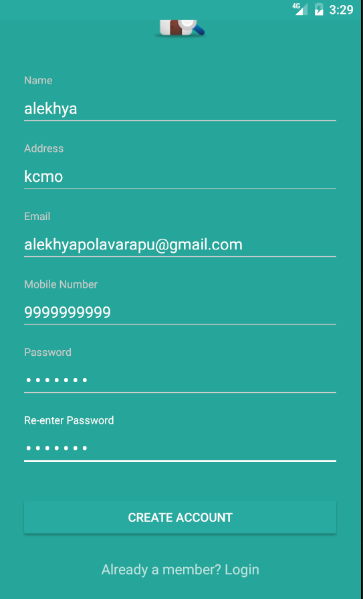 4G 3:29
Name
alekhya
Address
kcmo
Email
alekhyapolavarapu@gmail.com
Mobile Number
9999999999
Password
•••••••
Re-enter Password
•••••••
CREATE ACCOUNT
Already a member? Login